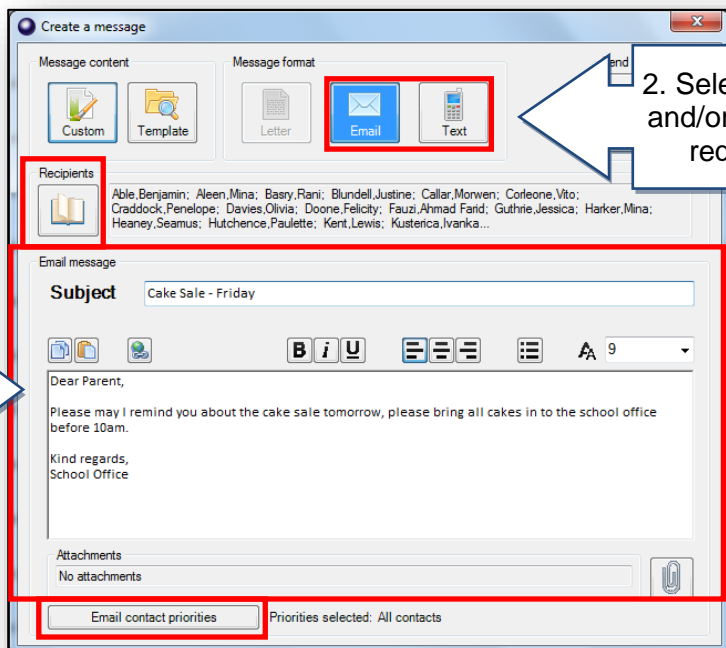 Create a message
Message content
Message format
end
Custom
Template
Letter
Email
Text
2. Sele
and/or
req
Recipients
Able,Benjamin; Aleen,Mina; Basry,Rani; Blundell,Justine; Callar,Morwen; Corleone,Vito;
Craddock,Penelope; Davies,Olivia; Doone,Felicity; Fauzi,Ahmad Farid; Guthrie,Jessica; Harker,Mina;
Heaney,Seamus; Hutchence,Paulette; Kent,Lewis; Kusterica,Ivanka...
Email message
Subject Cake Sale - Friday
B i U A A 9
Dear Parent,
Please may I remind you about the cake sale tomorrow, please bring all cakes in to the school office
before 10am.
Kind regards,
School Office
Attachments
No attachments
Email contact priorities Priorities selected: All contacts